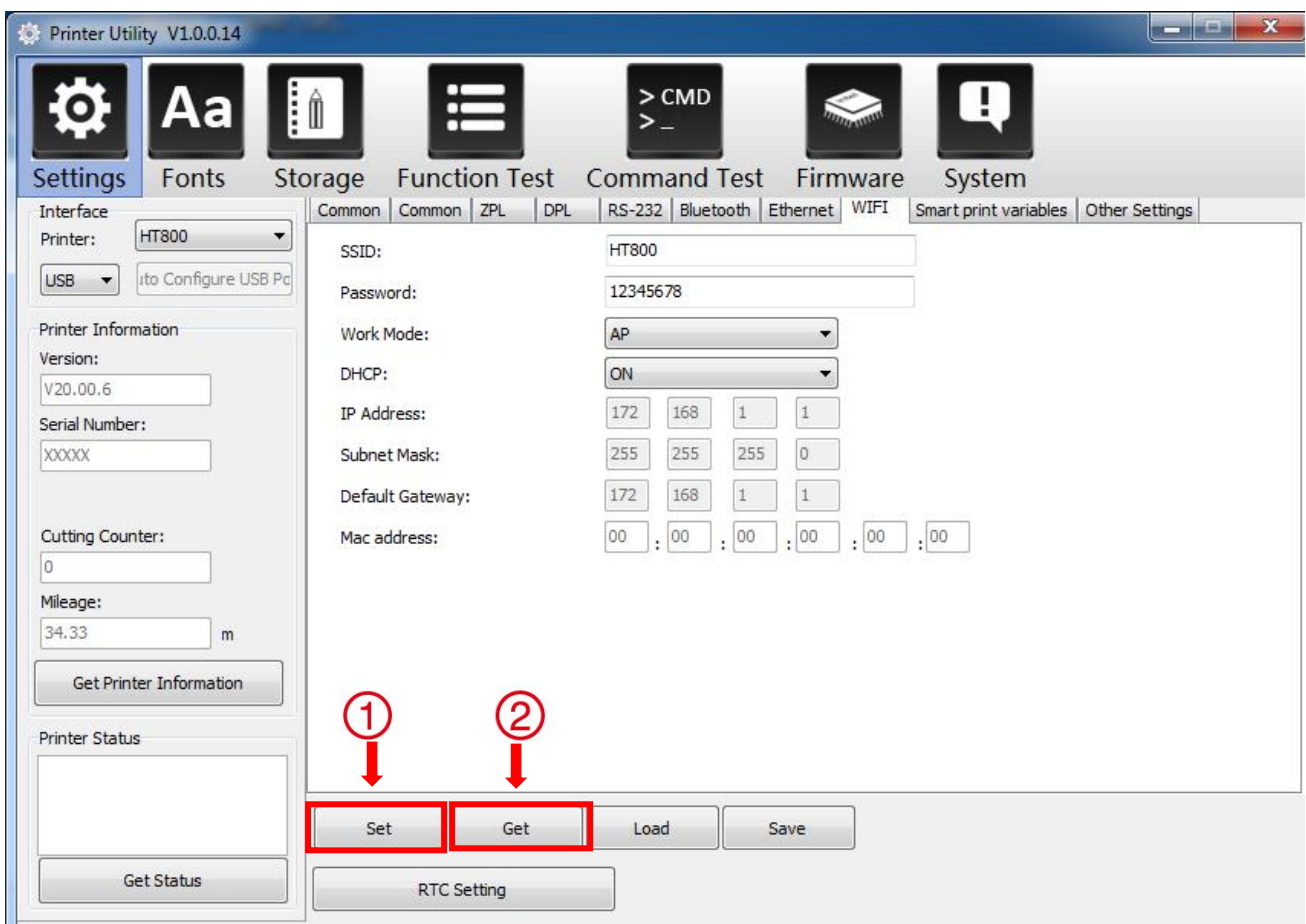 Printer Utility V1.0.0.14
Aa
> CMD
> _
Settings Fonts Storage Function Test Command Test Firmware System
Interface
Printer: HT800
USB uto Configure USB Po
Printer Information
Version:
V20.00.6
Serial Number:
XXXXX
Cutting Counter:
0
Mileage:
34.33 m
Get Printer Information
Printer Status
Get Status
Common Common ZPL DPL RS-232 Bluetooth Ethernet WIFI Smart print variables Other Settings
SSID: HT800
Password: 12345678
Work Mode: AP
DHCP: ON
IP Address: 172 168 1 1
Subnet Mask: 255 255 255 0
Default Gateway: 172 168 1 1
Mac address: 00 : 00 : 00 : 00 : 00 : 00
① ②
Set Get Load Save
RTC Setting